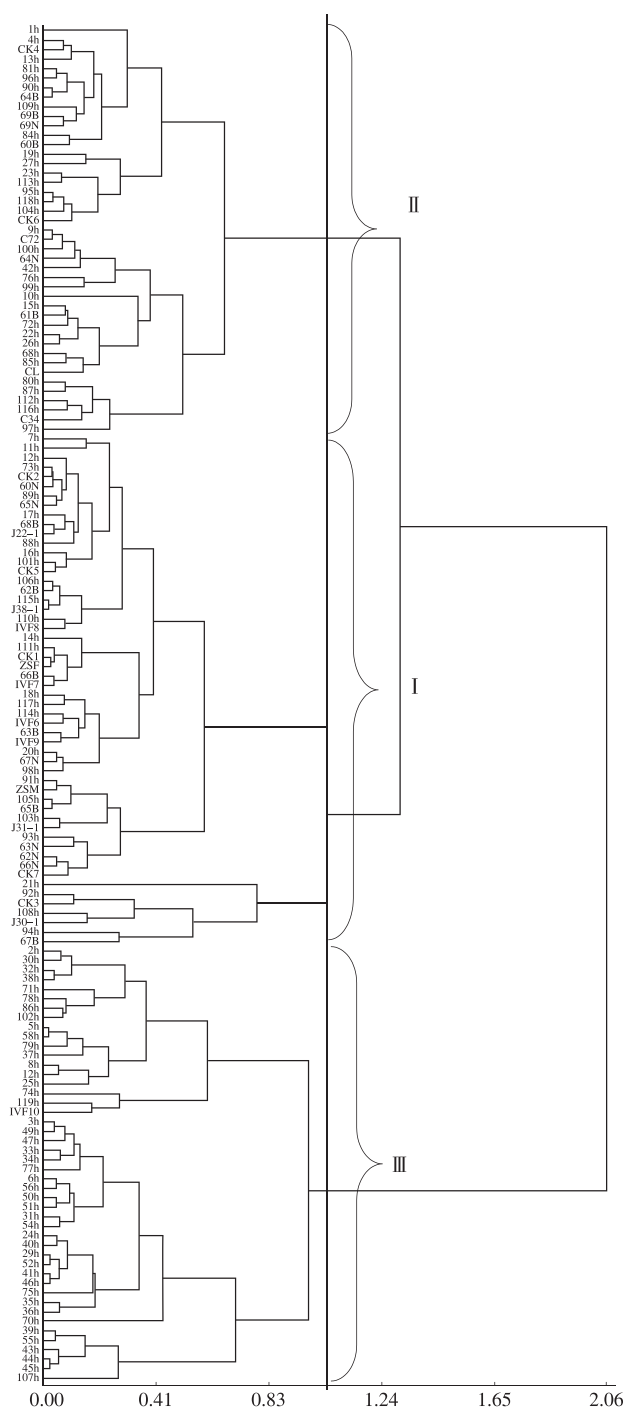 1h
4h
CK4
13h
81h
96h
90h
64B
109h
69B
69N
84h
60B
19h
27h
23h
113h
95h
118h
104h
CK6
9h
C72
100h
64N
42h
76h
99h
10h
15h
61B
72h
22h
26h
68h
85h
CL
80h
87h
112h
116h
C34
97h
7h
11h
12h
73h
CK2
60N
89h
65N
17h
68B
J22–1
88h
16h
101h
CK5
106h
62B
115h
J38–1
110h
IVF8
14h
111h
CK1
ZSF
66B
IVF7
18h
117h
114h
IVF6
63B
IVF9
20h
67N
98h
91h
ZSM
105h
65B
103h
J31–1
93h
63N
62N
66N
CK7
21h
92h
CK3
108h
J30–1
94h
67B
2h
30h
32h
38h
71h
78h
86h
102h
5h
58h
79h
37h
8h
12h
25h
74h
119h
IVF10
3h
49h
47h
33h
34h
77h
6h
56h
50h
51h
31h
54h
24h
40h
29h
52h
41h
46h
75h
35h
36h
70h
39h
55h
43h
44h
45h
107h
Ⅱ
Ⅰ
Ⅲ
0.00 0.41 0.83 1.24 1.65 2.06